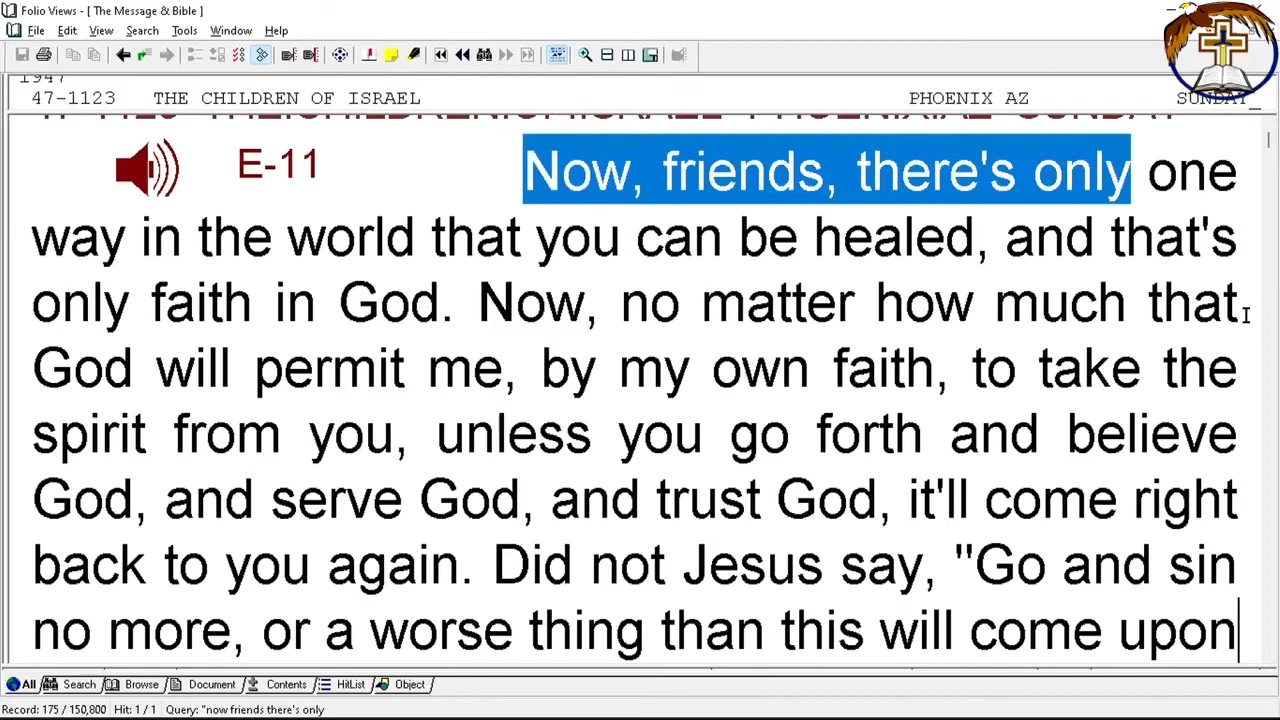 Folio Views - [ The Message & Bible ]
File Edit View Search Tools Window Help
1947
47-1123 THE CHILDREN OF ISRAEL PHOENIX AZ SUNDAY
E-11 Now, friends, there's only one
way in the world that you can be healed, and that's
only faith in God. Now, no matter how much that
God will permit me, by my own faith, to take the
spirit from you, unless you go forth and believe
God, and serve God, and trust God, it'll come right
back to you again. Did not Jesus say, "Go and sin
no more, or a worse thing than this will come upon
All Search Browse Document Contents HitList Object
Record: 175 / 150,800 Hit: 1 / 1 Query: "now friends there's only